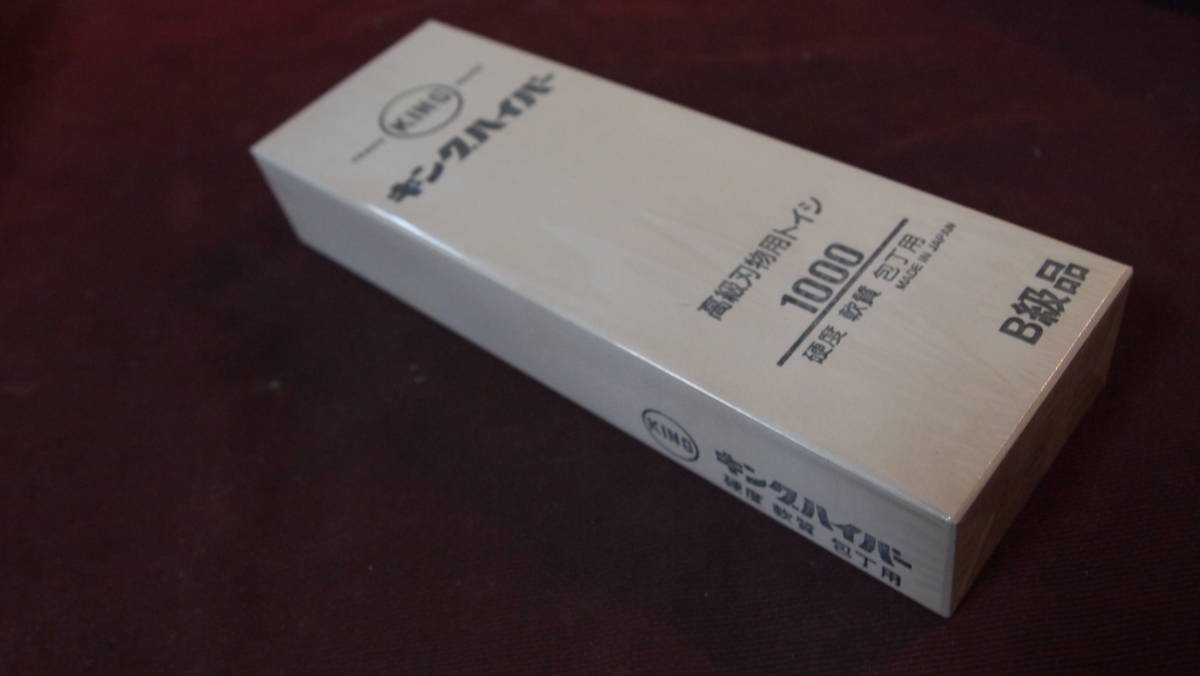 KING
キングハイパー
高級刃物用トイシ
1000
硬度 軟質 包丁用
MADE IN JAPAN
B級品
KING
キングハイパー
硬度 軟質 包丁用